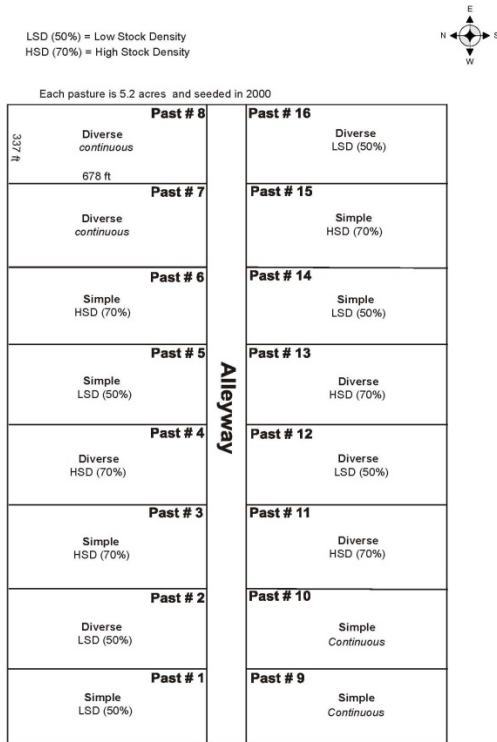 LSD (50%) = Low Stock Density
HSD (70%) = High Stock Density
E
N
S
W
Each pasture is 5.2 acres and seeded in 2000
Past # 8
Diverse
continuous
337 ft
678 ft
Past # 7
Diverse
continuous
Past # 6
Simple
HSD (70%)
Past # 5
Simple
LSD (50%)
Past # 4
Diverse
HSD (70%)
Past # 3
Simple
HSD (70%)
Past # 2
Diverse
LSD (50%)
Past # 1
Simple
LSD (50%)
Alleyway
Past # 16
Diverse
LSD (50%)
Past # 15
Simple
HSD (70%)
Past # 14
Simple
LSD (50%)
Past # 13
Diverse
HSD (70%)
Past # 12
Diverse
LSD (50%)
Past # 11
Diverse
HSD (70%)
Past # 10
Simple
Continuous
Past # 9
Simple
Continuous